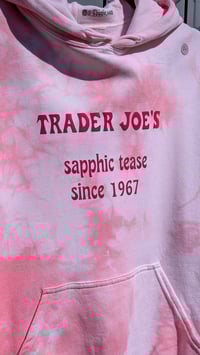 TRADER JOE'S
sapphic tease
since 1967